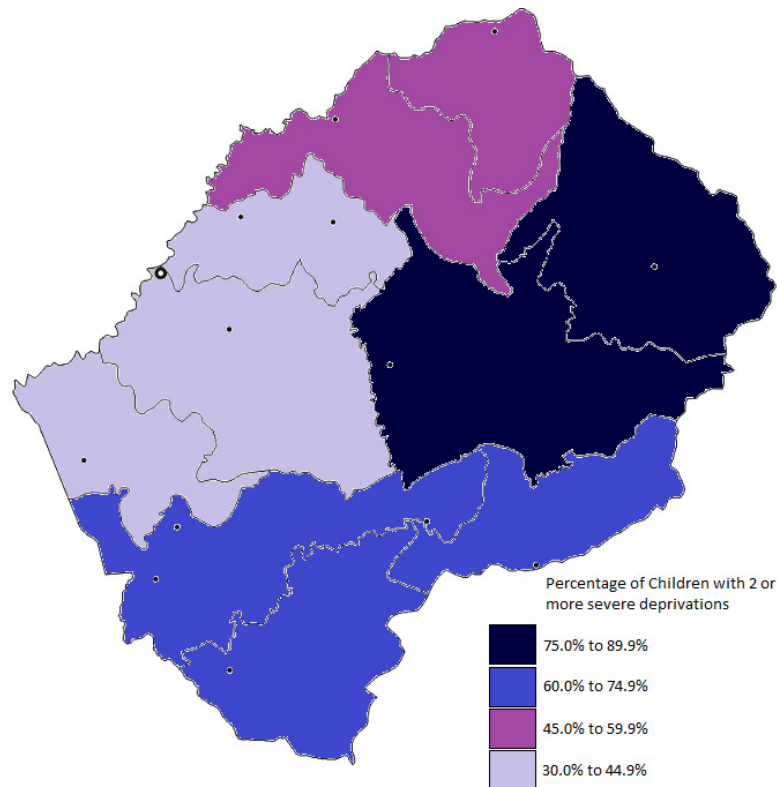 Percentage of Children with 2 or
more severe deprivations
75.0% to 89.9%
60.0% to 74.9%
45.0% to 59.9%
30.0% to 44.9%